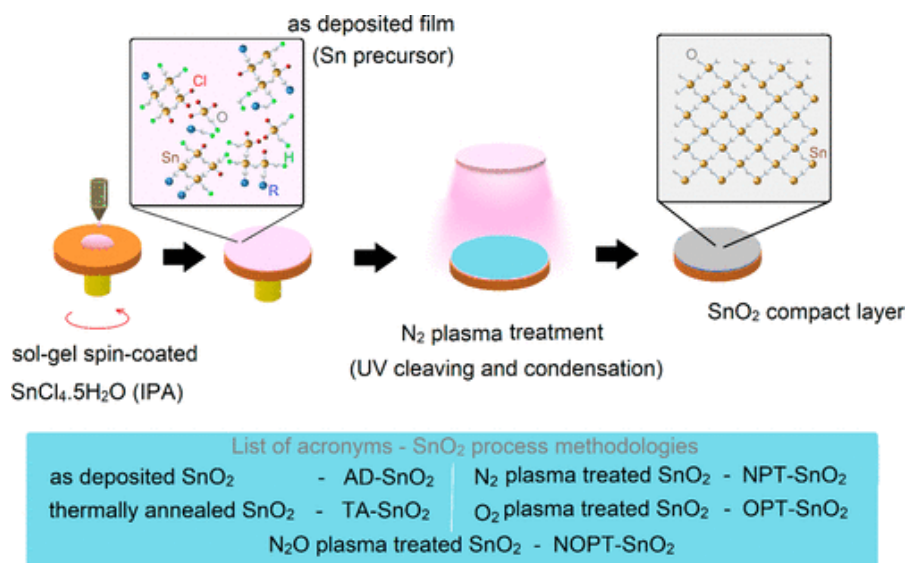 as deposited film
(Sn precursor)
Cl
O
Sn
H
R
O
Sn
sol-gel spin-coated
SnCl₄.5H₂O (IPA)
N₂ plasma treatment
(UV cleaving and condensation)
SnO₂ compact layer
List of acronyms - SnO₂ process methodologies
as deposited SnO₂ - AD-SnO₂
N₂ plasma treated SnO₂ - NPT-SnO₂
thermally annealed SnO₂ - TA-SnO₂
O₂ plasma treated SnO₂ - OPT-SnO₂
N₂O plasma treated SnO₂ - NOPT-SnO₂